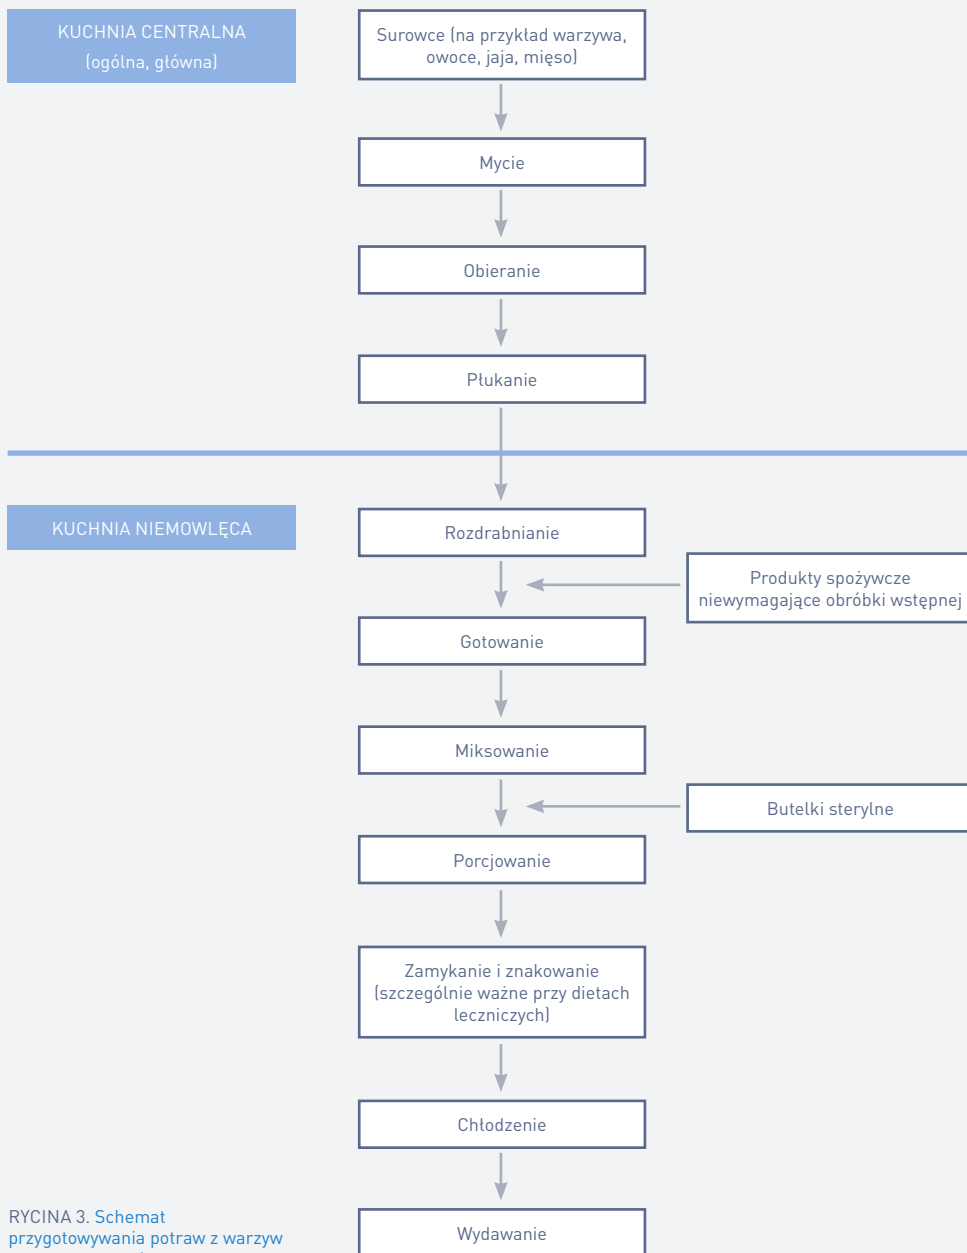 KUCHNIA CENTRALNA
(ogólna, główna)
Surowce (na przykład warzywa,
owoce, jaja, mięso)
Mycie
Obieranie
Płukanie
KUCHNIA NIEMOWLĘCA
Rozdrabnianie
Produkty spożywcze
niewymagające obróbki wstępnej
Gotowanie
Miksowanie
Butelki sterylne
Porcjowanie
Zamykanie i znakowanie
(szczególnie ważne przy dietach
leczniczych)
Chłodzenie
Wydawanie
RYCINA 3. Schemat
przygotowywania potraw z warzyw